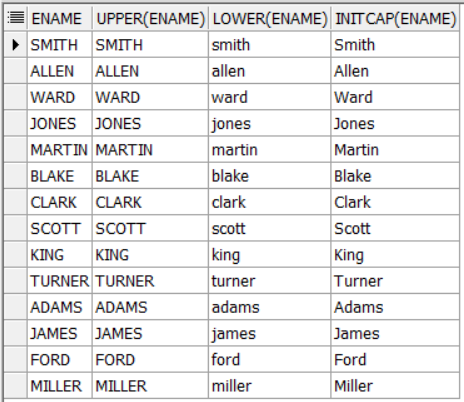 ENAME UPPER(ENAME) LOWER(ENAME) INITCAP(ENAME)
SMITH SMITH smith Smith
ALLEN ALLEN allen Allen
WARD WARD ward Ward
JONES JONES jones Jones
MARTIN MARTIN martin Martin
BLAKE BLAKE blake Blake
CLARK CLARK clark Clark
SCOTT SCOTT scott Scott
KING KING king King
TURNER TURNER turner Turner
ADAMS ADAMS adams Adams
JAMES JAMES james James
FORD FORD ford Ford
MILLER MILLER miller Miller